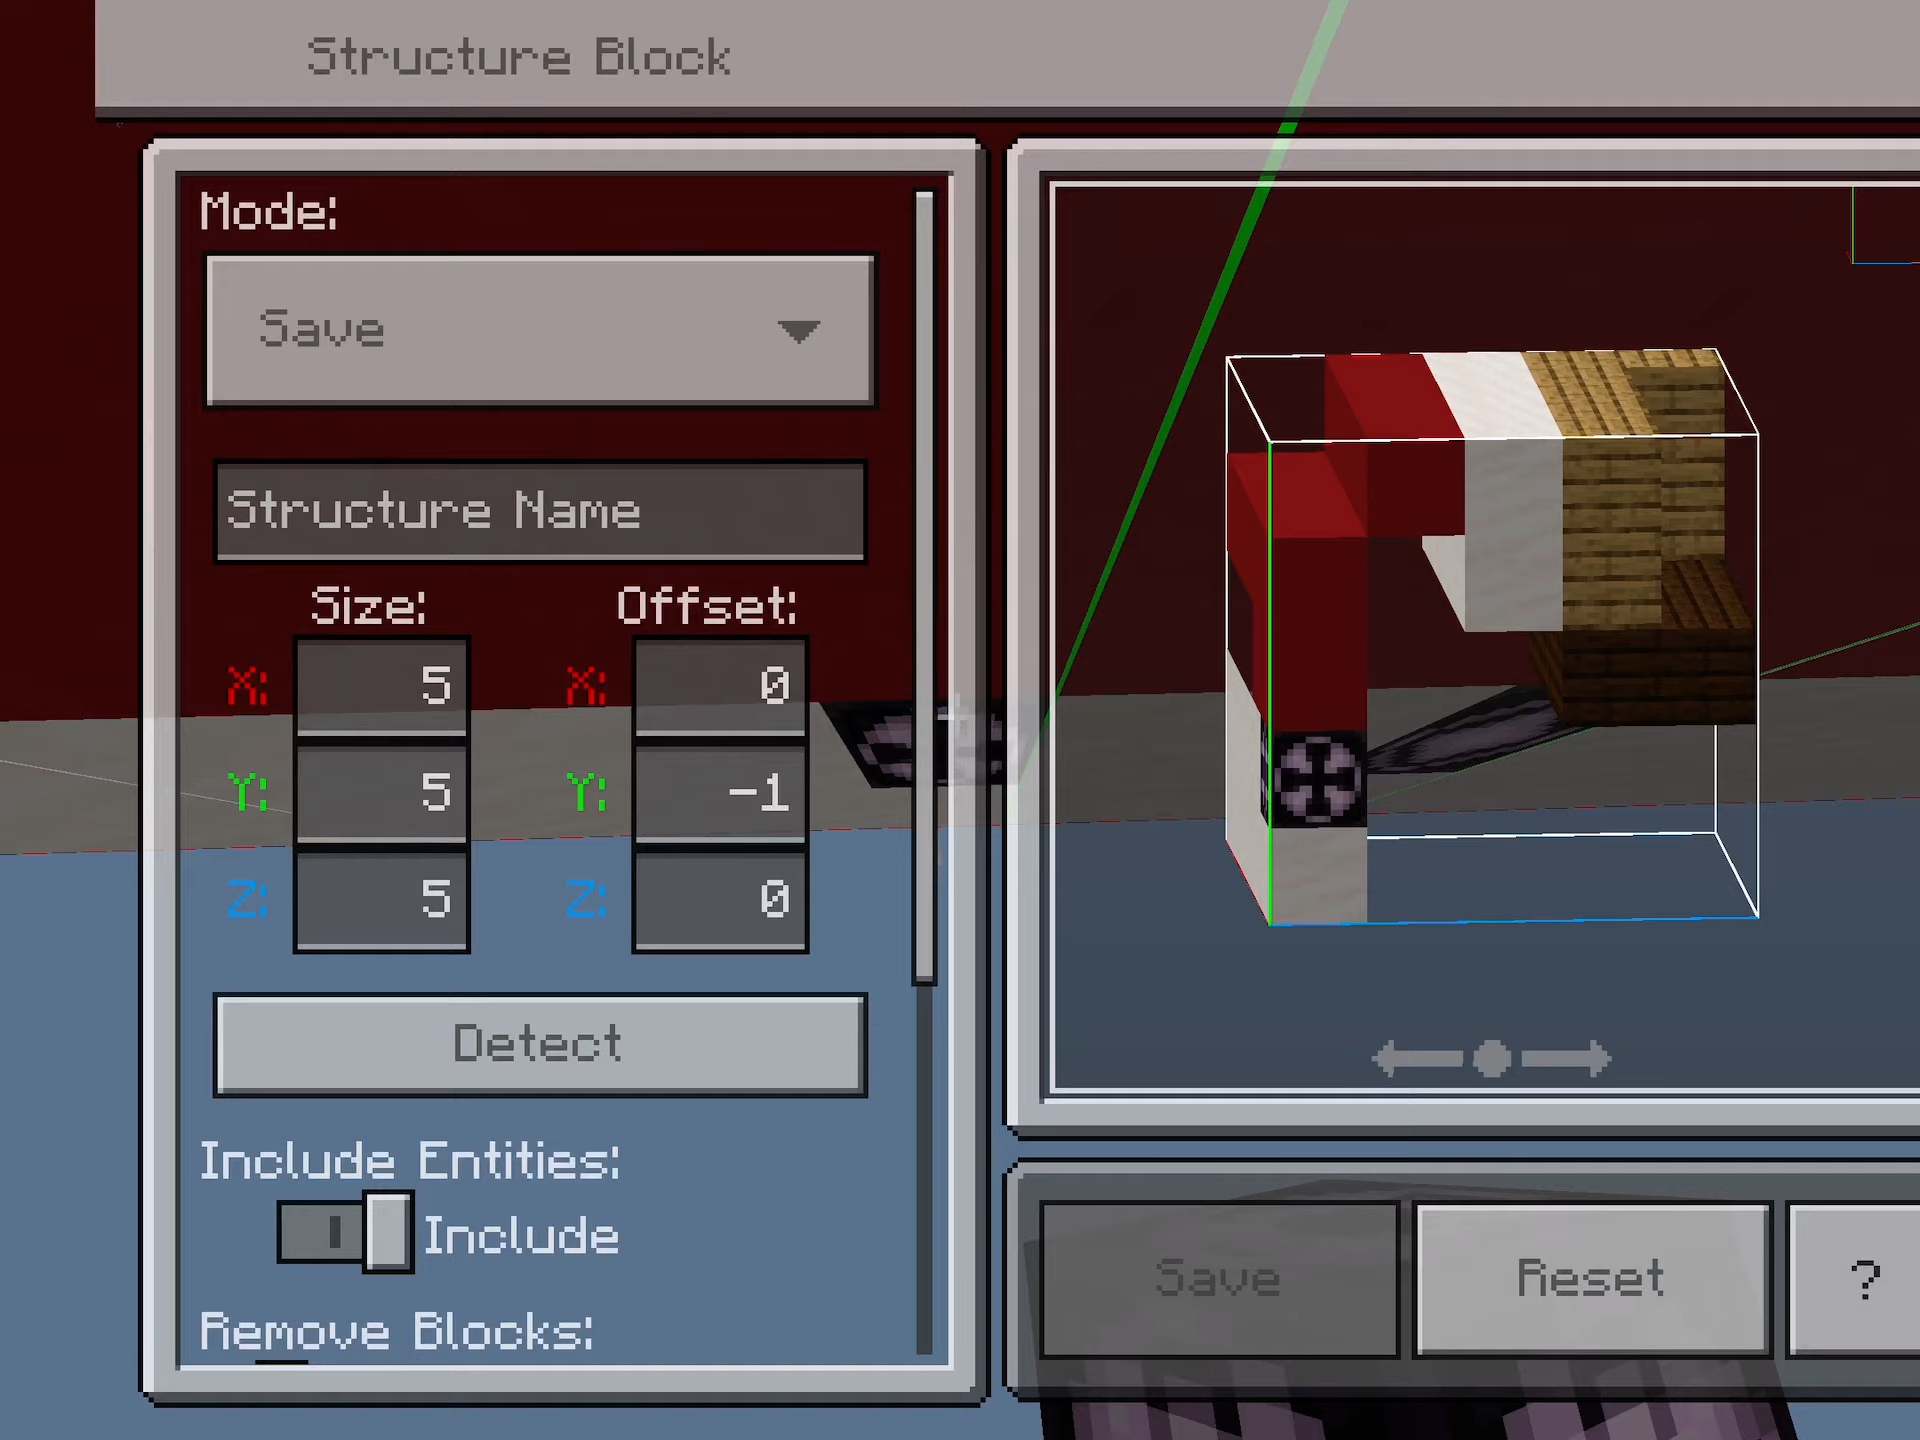 Structure Block
Mode:
Save
Structure Name
Size: Offset:
X: 5 X: 0
Y: 5 Y: -1
Z: 5 Z: 0
Detect
Include Entities:
Include
Remove Blocks:
Save Reset ?